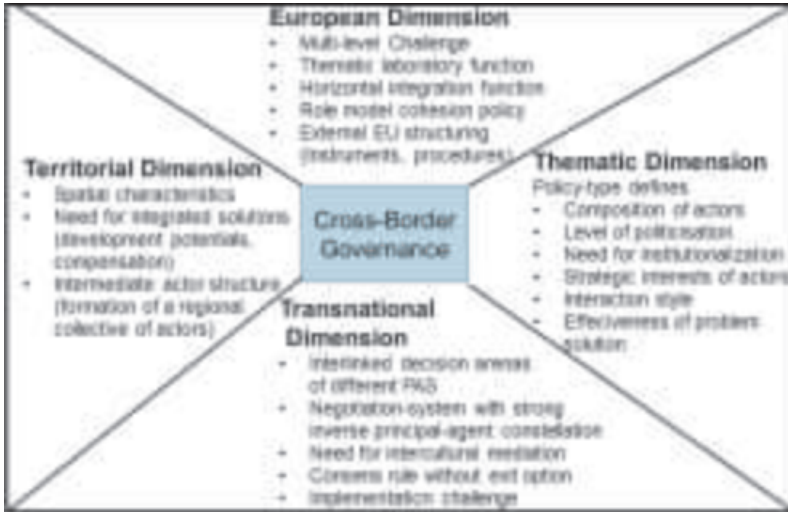 European Dimension
• Multi-level Challenge
• Thematic laboratory function
• Horizontal integration function
• Role model cohesion policy
• External EU structuring
(instruments, procedures)
Territorial Dimension
• Spatial characteristics
• Need for integrated solutions
(development potentials,
compensation)
• Intermediate actor structure
(formation of a regional
collective of actors)
Cross-Border
Governance
Thematic Dimension
Policy-type defines
• Composition of actors
• Level of politicisation
• Need for institutionalization
• Strategic interests of actors
• Interaction style
• Effectiveness of problem
solution
Transnational
Dimension
• Interlinked decision arenas
of different PAS
• Negotiation-system with strong
inverse principal-agent constellation
• Need for intercultural mediation
• Consens rule without exit option
• Implementation challenge